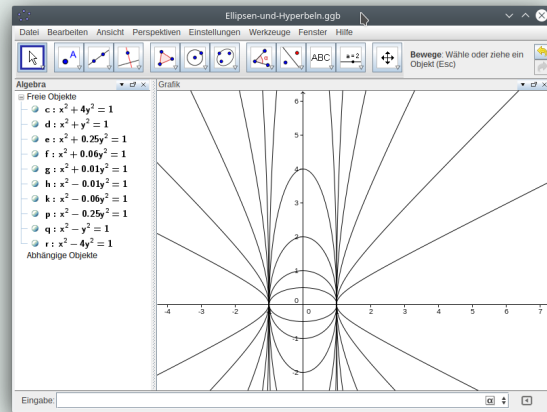 Ellipsen-und-Hyperbeln.ggb
Datei Bearbeiten Ansicht Perspektiven Einstellungen Werkzeuge Fenster Hilfe
A ABC a=2 Bewege: Wähle oder ziehe ein
Objekt (Esc)
Algebra Grafik
Freie Objekte
c : x² + 4y² = 1
d : x² + y² = 1
e : x² + 0.25y² = 1
f : x² + 0.06y² = 1
g : x² + 0.01y² = 1
h : x² − 0.01y² = 1
k : x² − 0.06y² = 1
p : x² − 0.25y² = 1
q : x² − y² = 1
r : x² − 4y² = 1
Abhängige Objekte
6
5
4
3
2
1
0
-4 -3 -2 0 2 3 4 5 6 7
-1
-2
Eingabe: α